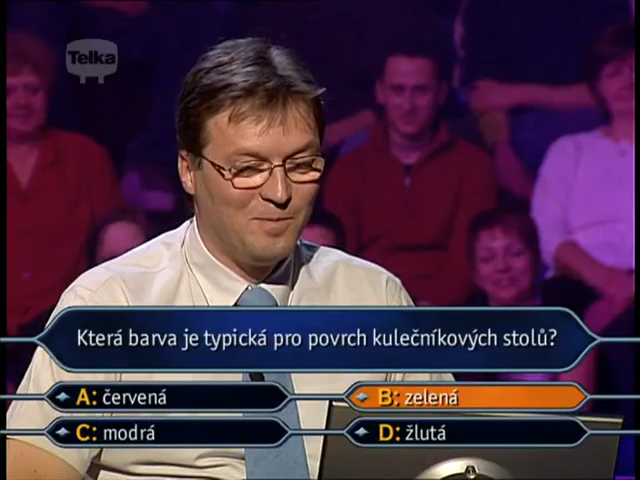 Telka
Která barva je typická pro povrch kulečníkových stolů?
A: červená
B: zelená
C: modrá
D: žlutá